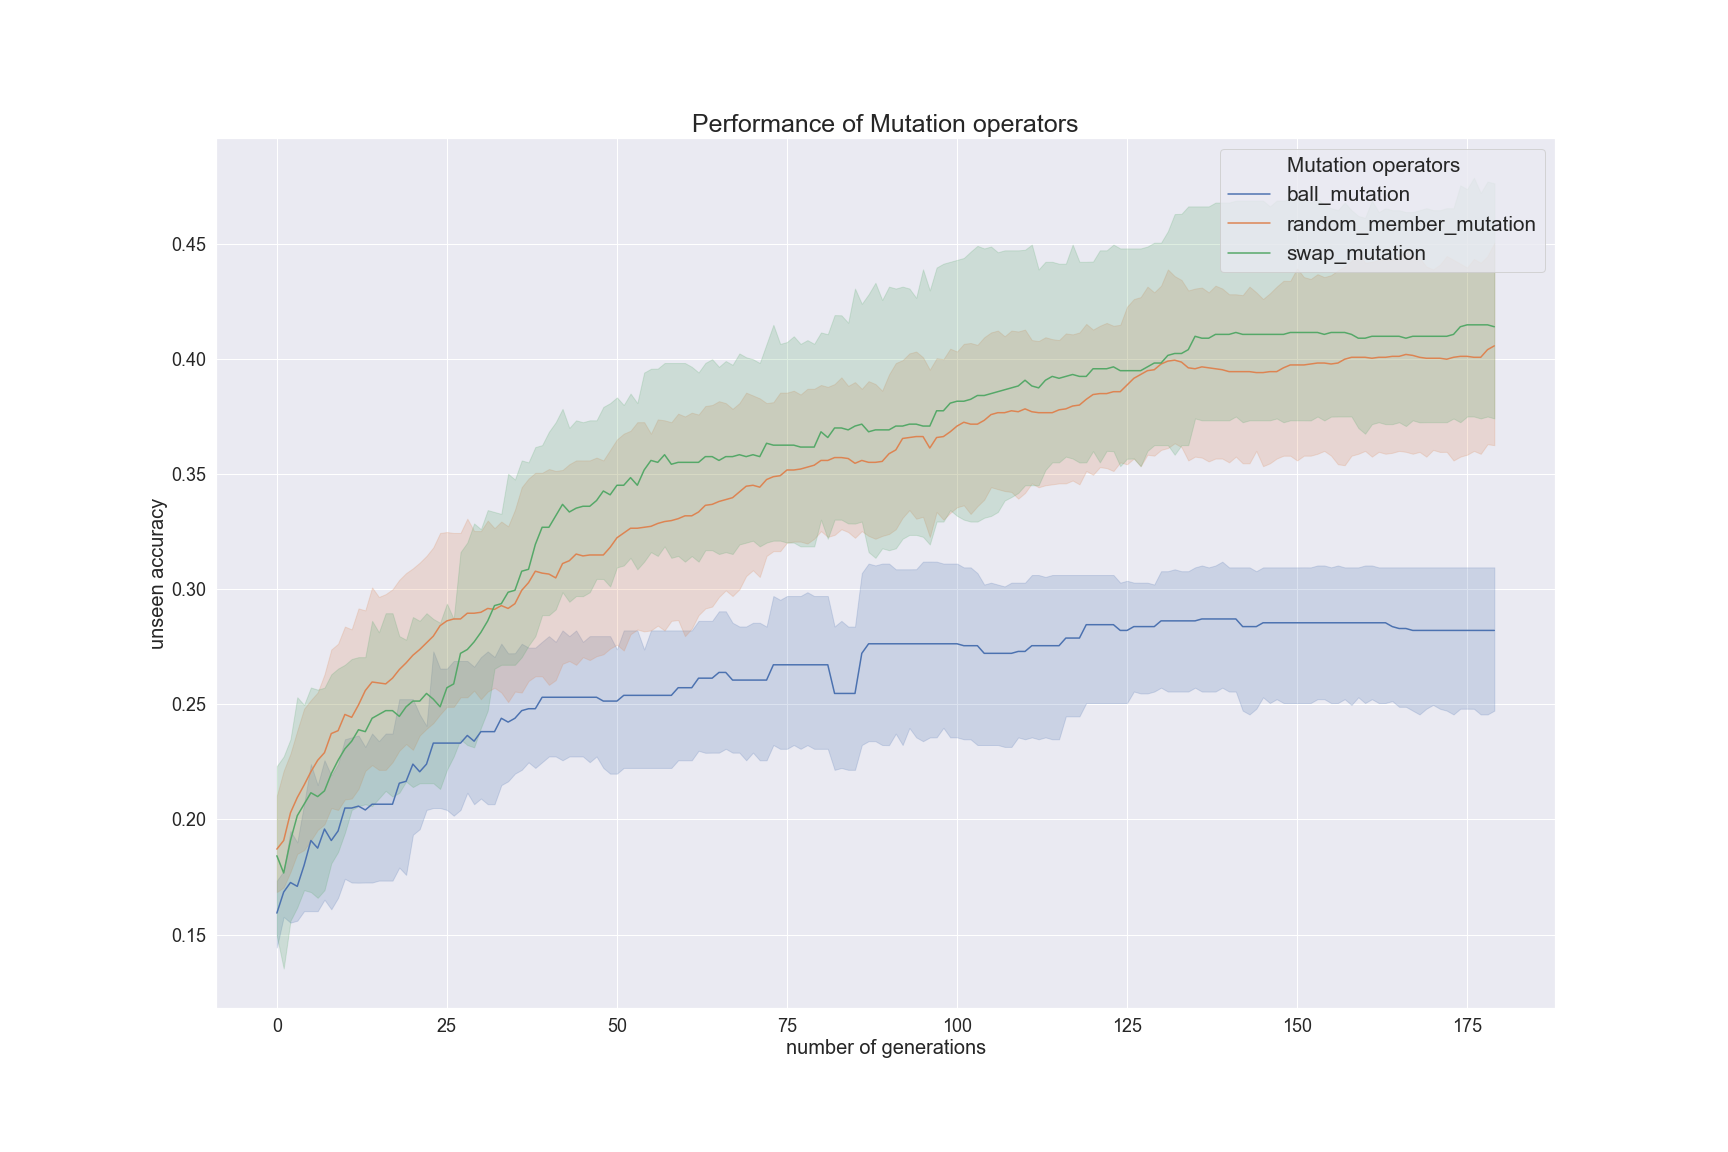 Performance of Mutation operators
Mutation operators
ball_mutation
random_member_mutation
swap_mutation
unseen accuracy
0.45
0.40
0.35
0.30
0.25
0.20
0.15
0 25 50 75 100 125 150 175
number of generations